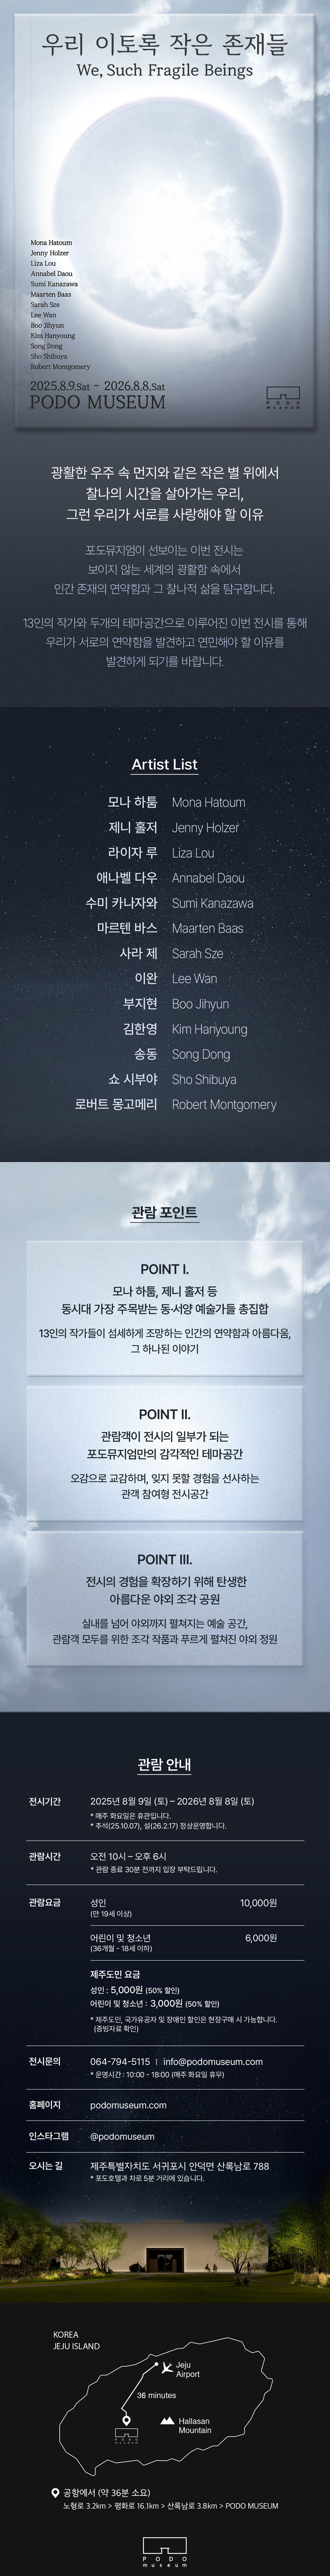 우리 이토록 작은 존재들
We, Such Fragile Beings
Mona Hatoum
Jenny Holzer
Liza Lou
Annabel Daou
Sumi Kanazawa
Maarten Baas
Sarah Sze
Lee Wan
Boo Jihyun
Kim Hanyoung
Song Dong
Sho Shibuya
Robert Montgomery
2025.8.9.Sat - 2026.8.8.Sat
PODO MUSEUM
PODO
museum
광활한 우주 속 먼지와 같은 작은 별 위에서
찰나의 시간을 살아가는 우리,
그런 우리가 서로를 사랑해야 할 이유
포도뮤지엄이 선보이는 이번 전시는
보이지 않는 세계의 광활함 속에서
인간 존재의 연약함과 그 찰나적 삶을 탐구합니다.
13인의 작가와 두개의 테마공간으로 이루어진 이번 전시를 통해
우리가 서로의 연약함을 발견하고 연민해야 할 이유를
발견하게 되기를 바랍니다.
Artist List
모나 하툼 Mona Hatoum
제니 홀저 Jenny Holzer
라이자 루 Liza Lou
애나벨 다우 Annabel Daou
수미 카나자와 Sumi Kanazawa
마르텐 바스 Maarten Baas
사라 제 Sarah Sze
이완 Lee Wan
부지현 Boo Jihyun
김한영 Kim Hanyoung
송동 Song Dong
쇼 시부야 Sho Shibuya
로버트 몽고메리 Robert Montgomery
관람 포인트
POINT I.
모나 하툼, 제니 홀저 등
동시대 가장 주목받는 동·서양 예술가들 총집합
13인의 작가들이 섬세하게 조망하는 인간의 연약함과 아름다움,
그 하나된 이야기
POINT II.
관람객이 전시의 일부가 되는
포도뮤지엄만의 감각적인 테마공간
오감으로 교감하며, 잊지 못할 경험을 선사하는
관객 참여형 전시공간
POINT III.
전시의 경험을 확장하기 위해 탄생한
아름다운 야외 조각 공원
실내를 넘어 야외까지 펼쳐지는 예술 공간,
관람객 모두를 위한 조각 작품과 푸르게 펼쳐진 야외 정원
관람 안내
전시기간 2025년 8월 9일 (토) – 2026년 8월 8일 (토)
* 매주 화요일은 휴관입니다.
* 추석(25.10.07), 설(26.2.17) 정상운영합니다.
관람시간 오전 10시 – 오후 6시
* 관람 종료 30분 전까지 입장 부탁드립니다.
관람요금 성인 10,000원
(만 19세 이상)
어린이 및 청소년 6,000원
(36개월 - 18세 이하)
제주도민 요금
성인 : 5,000원 (50% 할인)
어린이 및 청소년 : 3,000원 (50% 할인)
* 제주도민, 국가유공자 및 장애인 할인은 현장구매 시 가능합니다.
(증빙자료 확인)
전시문의 064-794-5115 | info@podomuseum.com
* 운영시간 : 10:00 - 18:00 (매주 화요일 휴무)
홈페이지 podomuseum.com
인스타그램 @podomuseum
오시는 길 제주특별자치도 서귀포시 안덕면 산록남로 788
* 포도호텔과 차로 5분 거리에 있습니다.
KOREA
JEJU ISLAND
Jeju
Airport
36 minutes
PODO
museum
Hallasan
Mountain
공항에서 (약 36분 소요)
노형로 3.2km > 평화로 16.1km > 산록남로 3.8km > PODO MUSEUM
PODO
museum